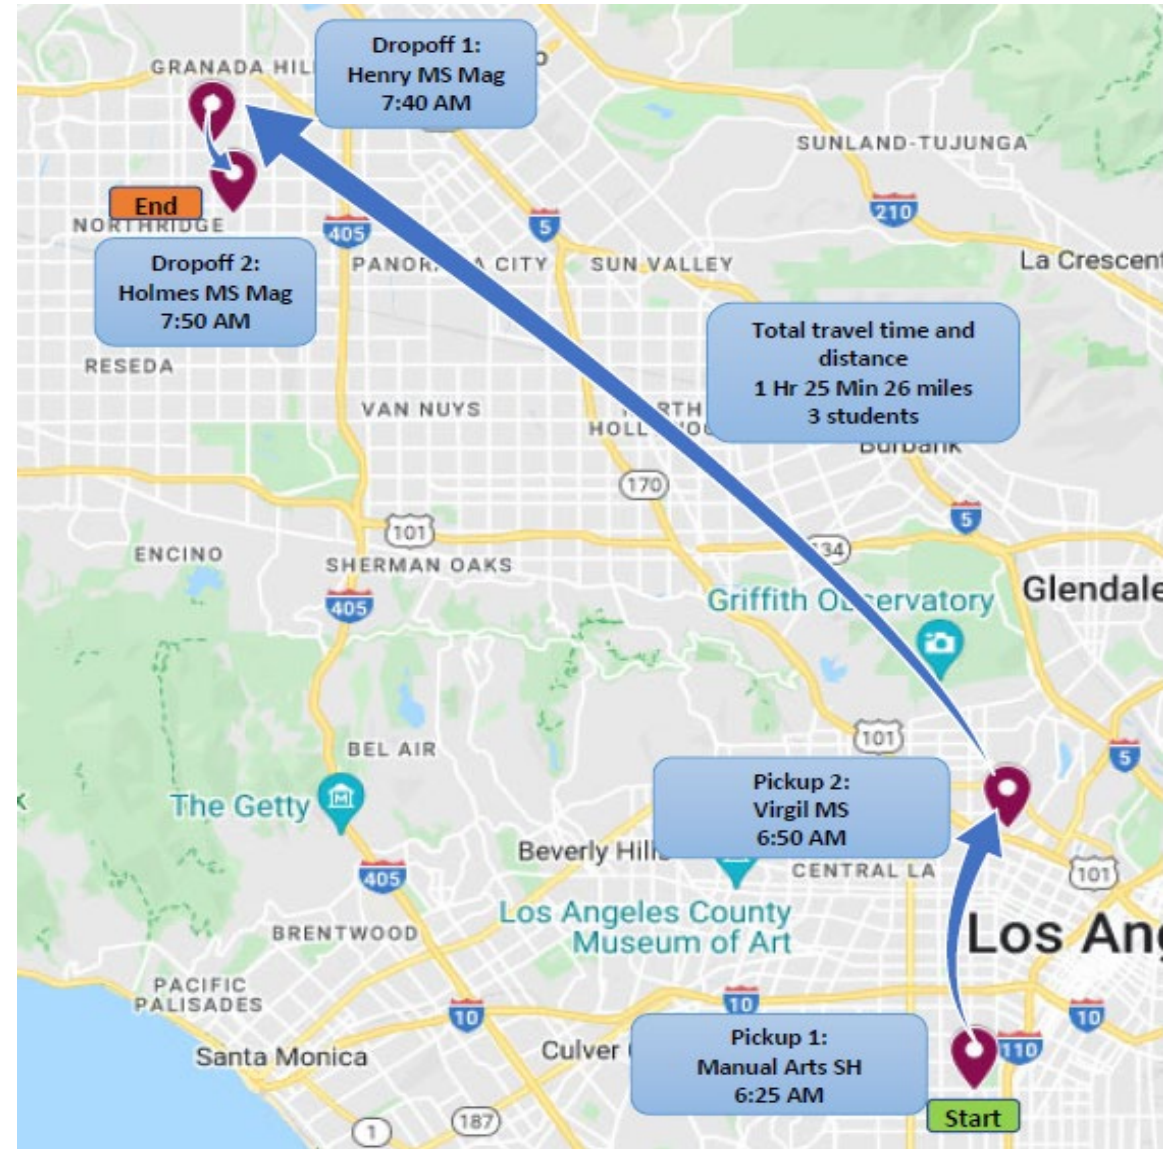 Dropoff 1:
Henry MS Mag
7:40 AM
GRANADA HIL
SUNLAND-TUJUNGA
End
NORTHRIDGE
405
5
210
Dropoff 2:
Holmes MS Mag
7:50 AM
PANOR
A CITY
SUN VALLEY
La Crescent
RESEDA
Total travel time and
distance
1 Hr 25 Min 26 miles
3 students
VAN NUYS
RTH
HOLL
Burbank
170
5
101
134
ENCINO
SHERMAN OAKS
405
Griffith Observatory
Glendale
101
5
BEL AIR
The Getty
Pickup 2:
Virgil MS
6:50 AM
Beverly Hill
405
CENTRAL LA
101
Los Angeles County
Museum of Art
Los Ang
BRENTWOOD
PACIFIC
PALISADES
10
10
10
Santa Monica
Culver
Pickup 1:
Manual Arts SH
6:25 AM
110
Start
1
187